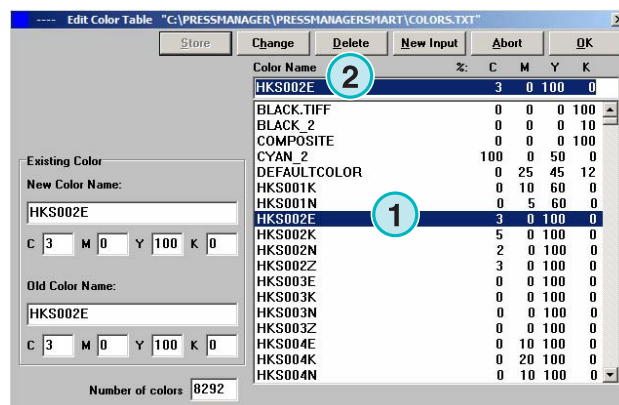 ---- Edit Color Table "C:\PRESSMANAGER\PRESSMANAGERSMART\COLORS.TXT"
Store Change Delete New Input Abort OK
Color Name %: C M Y K
2
HKS002E 3 0 100 0
BLACK.TIFF 0 0 0 100
BLACK_2 0 0 0 10
COMPOSITE 0 0 0 100
CYAN_2 100 0 50 0
DEFAULTCOLOR 0 25 45 12
HKS001K 0 10 60 0
HKS001N 0 5 60 0
HKS002E 3 0 100 0
1
HKS002K 5 0 100 0
HKS002N 2 0 100 0
HKS002Z 3 0 100 0
HKS003E 0 0 100 0
HKS003K 0 0 100 0
HKS003N 0 0 100 0
HKS003Z 0 0 100 0
HKS004E 0 10 100 0
HKS004K 0 20 100 0
HKS004N 0 10 100 0
Existing Color
New Color Name:
HKS002E
C 3 M 0 Y 100 K 0
Old Color Name:
HKS002E
C 3 M 0 Y 100 K 0
Number of colors 8292